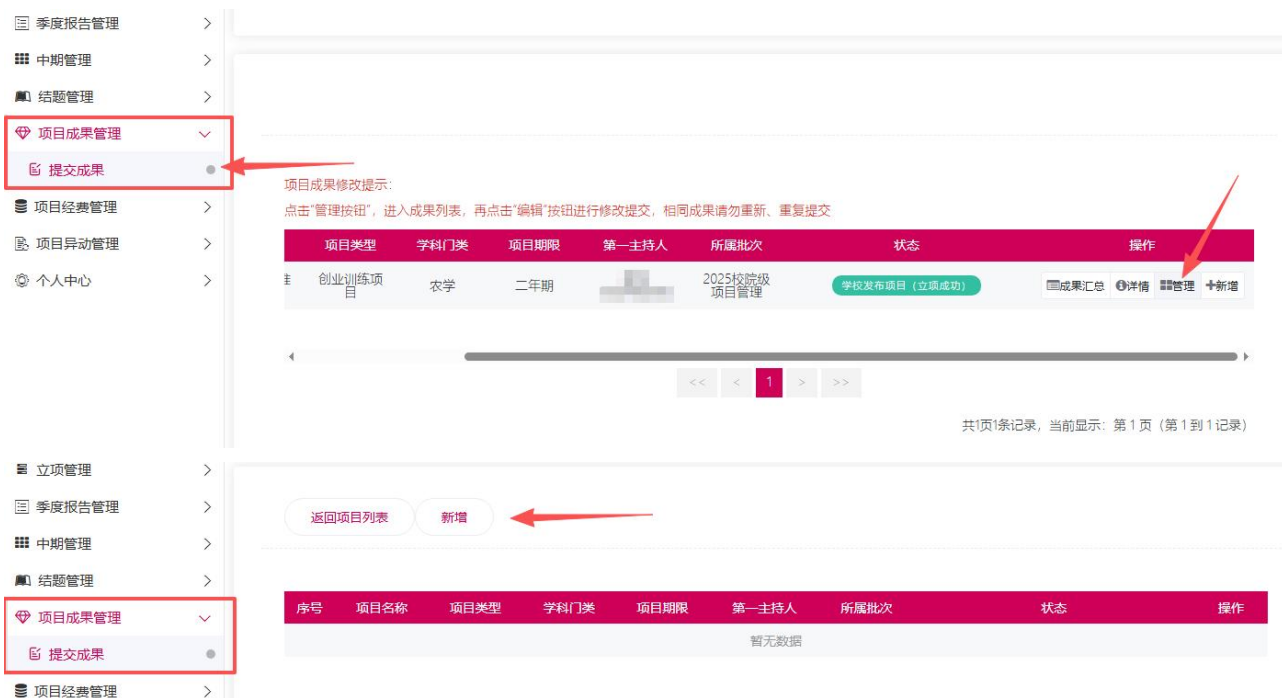 季度报告管理
中期管理
结题管理
项目成果管理
提交成果
项目经费管理
项目异动管理
个人中心
项目成果修改提示:
点击"管理按钮", 进入成果列表, 再点击"编辑"按钮进行修改提交, 相同成果请勿重新、重复提交
项目类型 学科门类 项目期限 第一主持人 所属批次 状态 操作
创业训练项目 农学 二年期 2025校院级项目管理 学校发布项目 (立项成功) 成果汇总 详情 管理 新增
<< < 1 > >>
共1页1条记录, 当前显示: 第1页 (第1到1记录)
立项管理
季度报告管理
中期管理
结题管理
项目成果管理
提交成果
项目经费管理
返回项目列表 新增
序号 项目名称 项目类型 学科门类 项目期限 第一主持人 所属批次 状态 操作
暂无数据